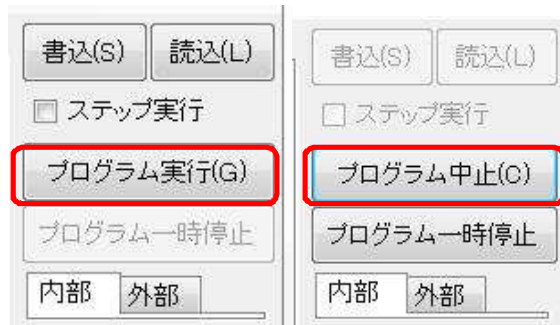 書込(S) 読込(L)
ステップ実行
プログラム実行(G)
プログラム一時停止
内部 外部
書込(S) 読込(L)
ステップ実行
プログラム中止(C)
プログラム一時停止
内部 外部